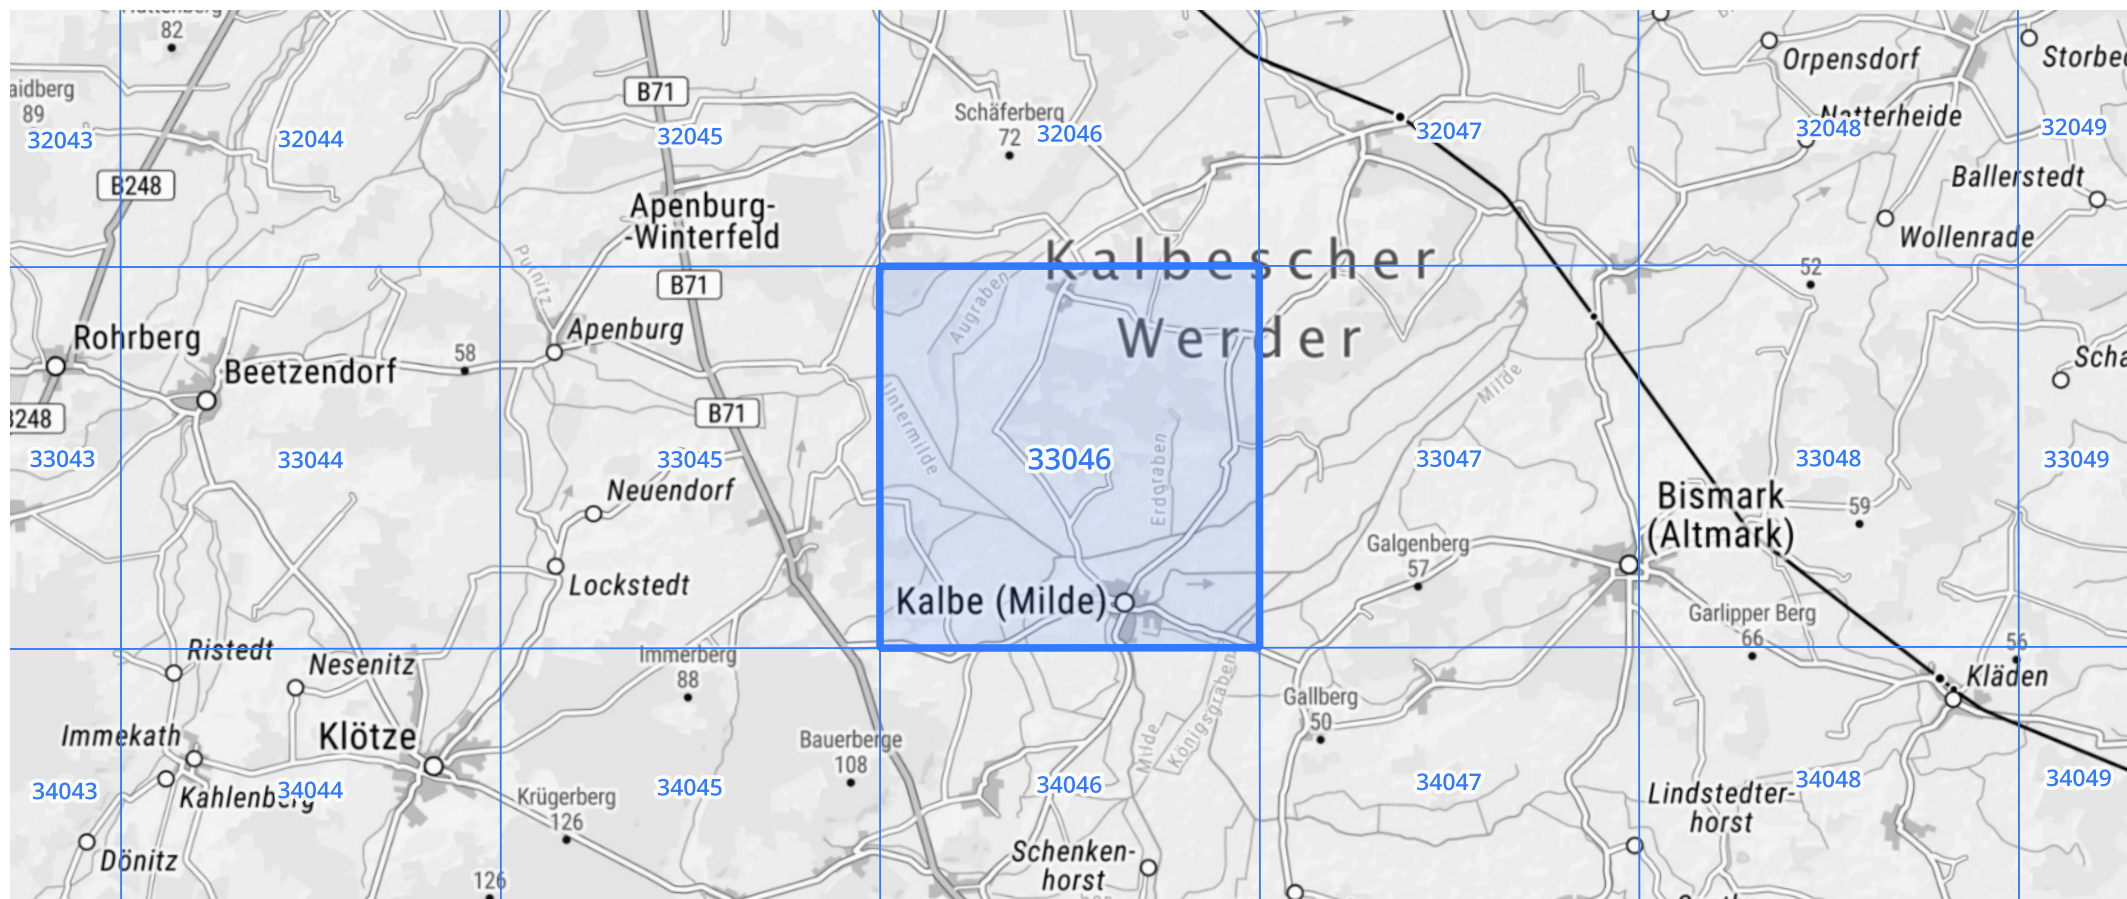 82
aidberg
89
32043
32044
B248
B71
32045
Apenburg-
-Winterfeld
Purnitz
Schäferberg
72
32046
32047
Orpensdorf
Natterheide
32048
32049
Ballerstedt
Wollenrade
Kalbescher
Werder
52
Rohrberg
Beetzendorf
58
Apenburg
B71
B71
Augraben
Untermilde
Erdgraben
Milde
33043
33044
33045
33046
33047
33048
33049
Neuendorf
Lockstedt
Kalbe (Milde)
Galgenberg
57
Bismark
(Altmark)
59
Garlipper Berg
66
56
Kläden
Ristedt
Nesenitz
Immerberg
88
Immekath
Klötze
Kahlenberg
34043
34044
34045
34046
34047
34048
34049
Dönitz
Krügerberg
126
126
Bauerberge
108
Milde
Königsgraben
Gallberg
50
Schenken-
horst
Lindstedter-
horst